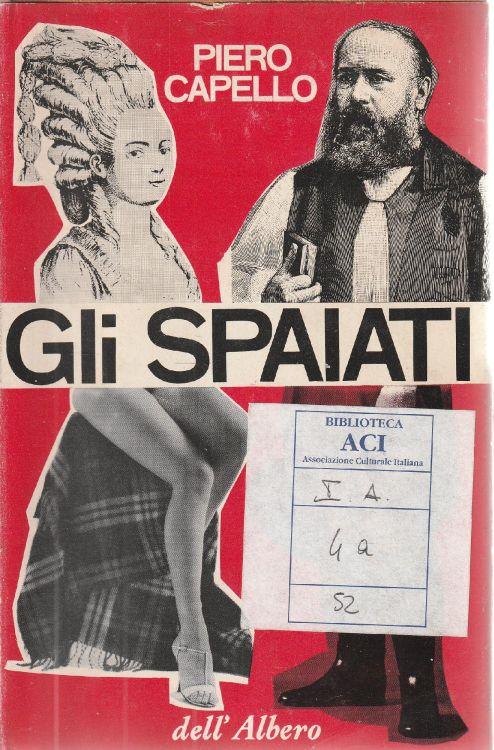 PIERO
CAPELLO
Gli SPAIATI
BIBLIOTECA
ACI
Associazione Culturale Italiana
I A.
4 a
52
dell'Albero